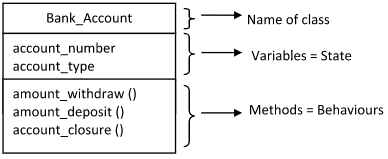 Bank_Account
Name of class
account_number
account_type
Variables = State
amount_withdraw ()
amount_deposit ()
account_closure ()
Methods = Behaviours